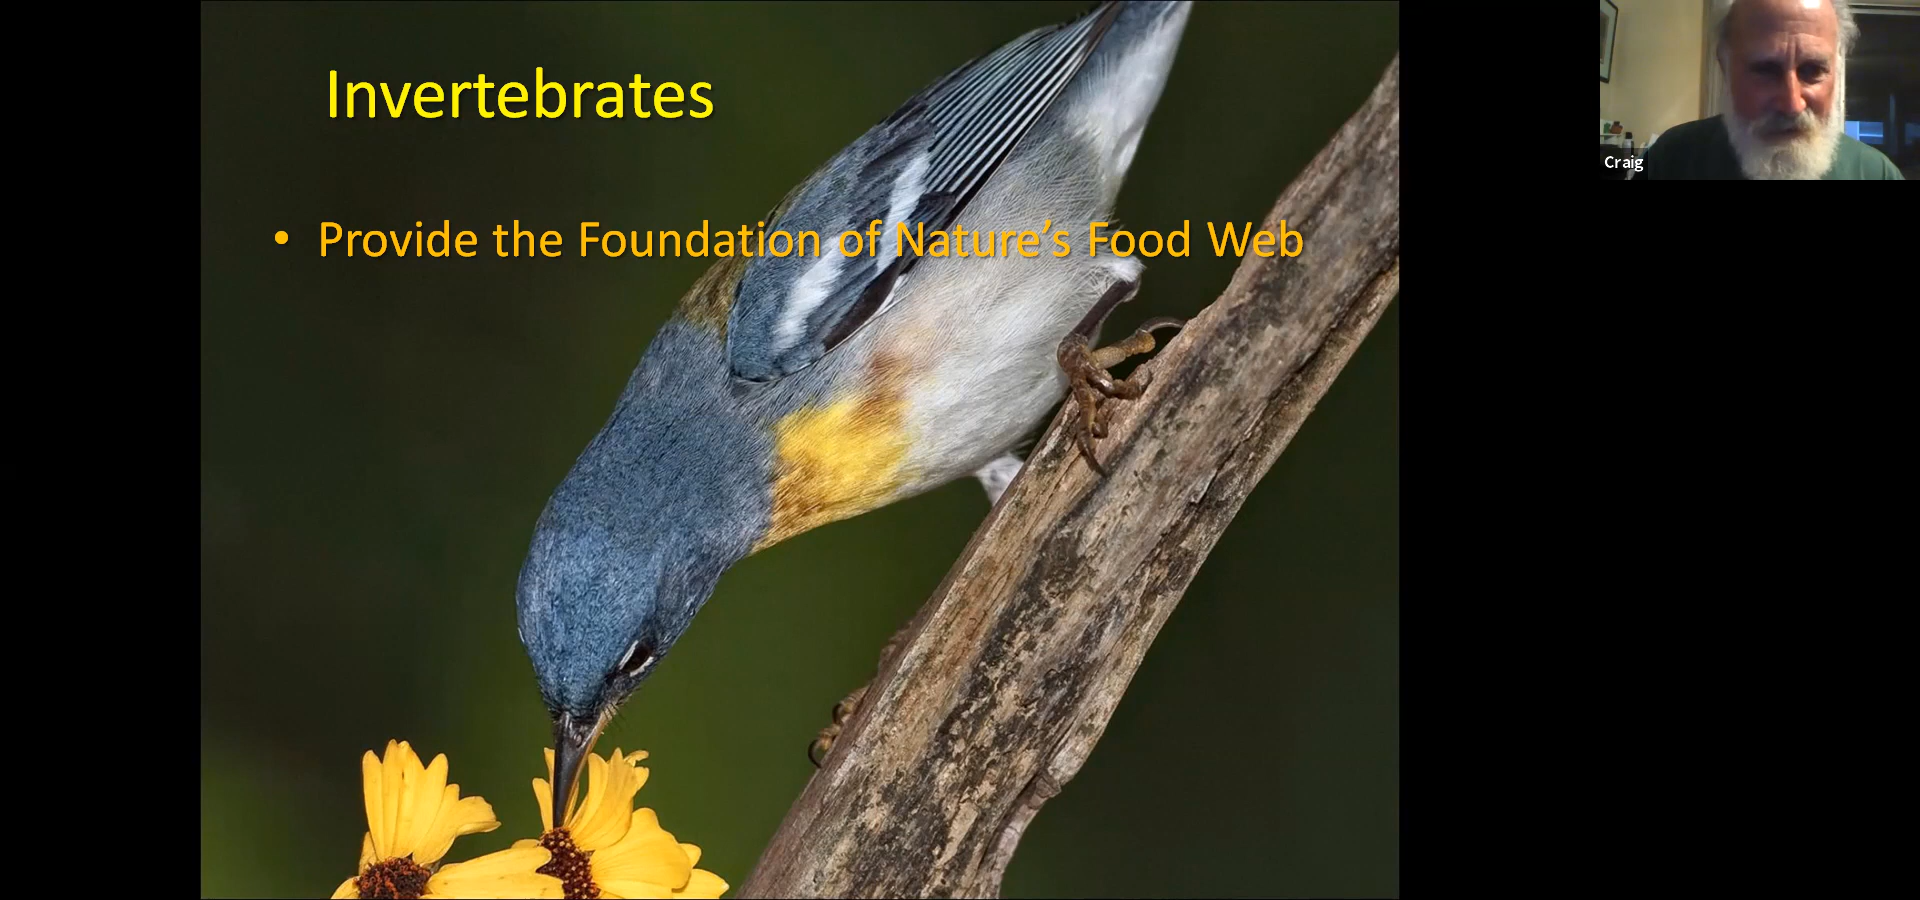 Invertebrates
• Provide the Foundation of Nature’s Food Web
Craig